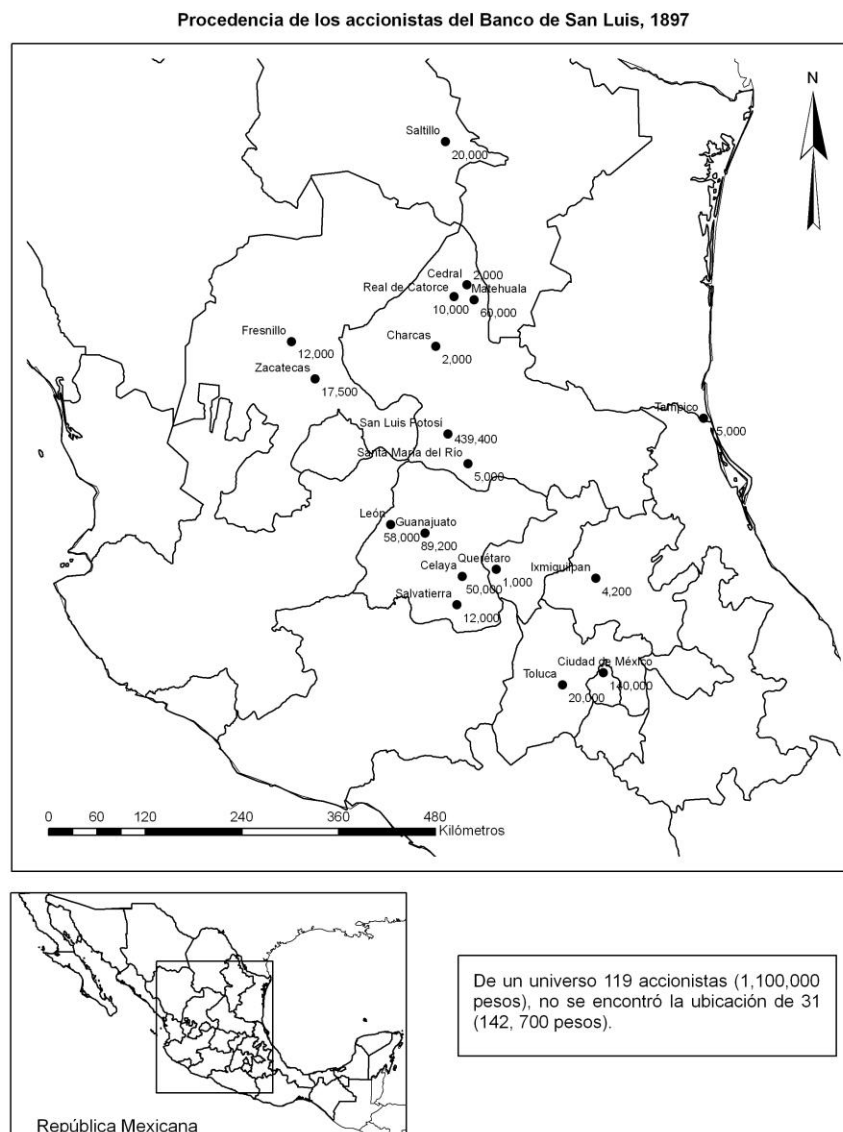 Procedencia de los accionistas del Banco de San Luis, 1897
N
Saltillo
20,000
Cedral
2,000
Real de Catorce
Matehuala
10,000
60,000
Fresnillo
12,000
Charcas
2,000
Zacatecas
17,500
Tampico
5,000
San Luis Potosí
439,400
Santa María del Río
5,000
León
58,000
Guanajuato
89,200
Querétaro
1,000
Celaya
50,000
Ixmiquilpan
4,200
Salvatierra
12,000
Ciudad de México
140,000
Toluca
20,000
0 60 120 240 360 480
Kilómetros
De un universo 119 accionistas (1,100,000
pesos), no se encontró la ubicación de 31
(142, 700 pesos).
República Mexicana